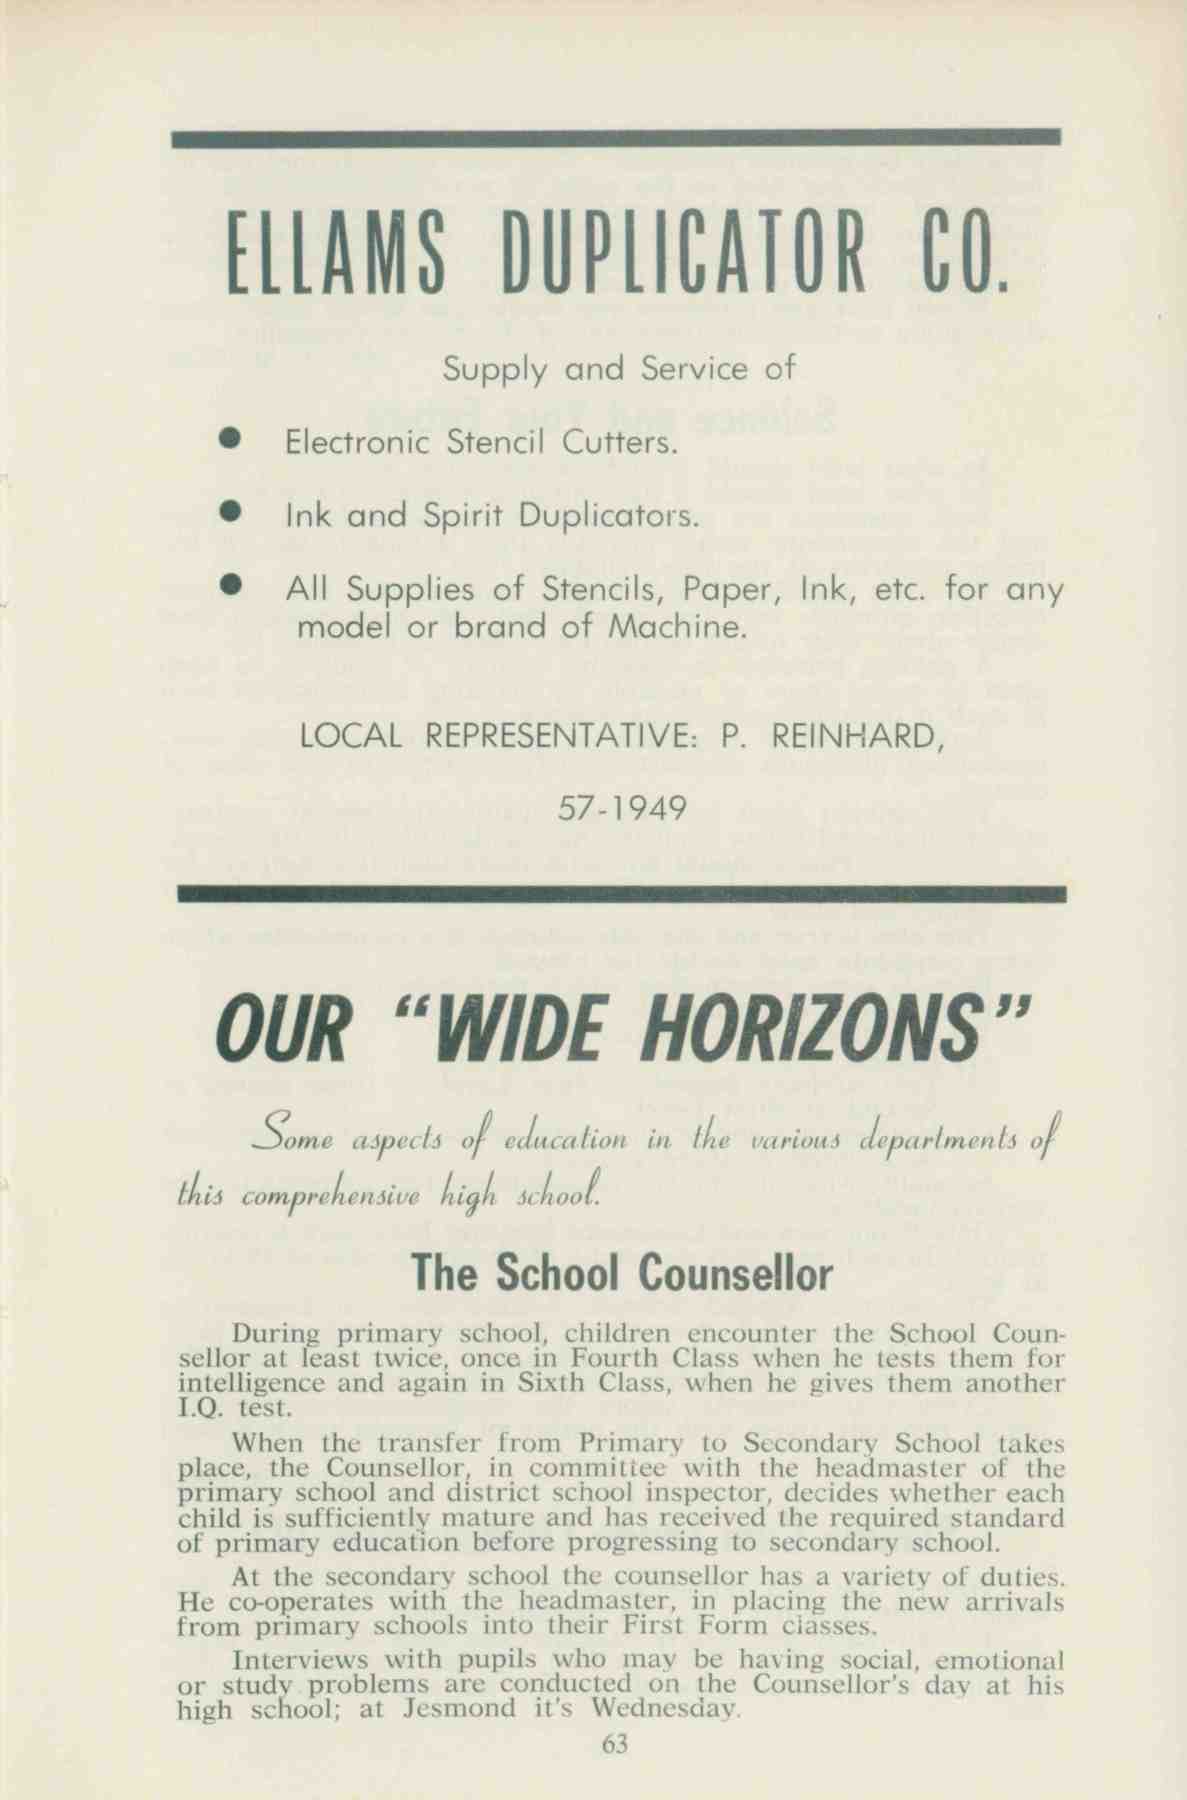 ELLAMS DUPLICATOR CO.
Supply and Service of
● Electronic Stencil Cutters.
● Ink and Spirit Duplicators.
● All Supplies of Stencils, Paper, Ink, etc. for any
model or brand of Machine.
LOCAL REPRESENTATIVE: P. REINHARD,
57-1949
OUR “WIDE HORIZONS”
Some aspects of education in the various departments of
this comprehensive high school.
The School Counsellor
During primary school, children encounter the School Coun-
sellor at least twice, once in Fourth Class when he tests them for
intelligence and again in Sixth Class, when he gives them another
I.Q. test.
When the transfer from Primary to Secondary School takes
place, the Counsellor, in committee with the headmaster of the
primary school and district school inspector, decides whether each
child is sufficiently mature and has received the required standard
of primary education before progressing to secondary school.
At the secondary school the counsellor has a variety of duties.
He co-operates with the headmaster, in placing the new arrivals
from primary schools into their First Form classes.
Interviews with pupils who may be having social, emotional
or study problems are conducted on the Counsellor's day at his
high school; at Jesmond it's Wednesday.
63